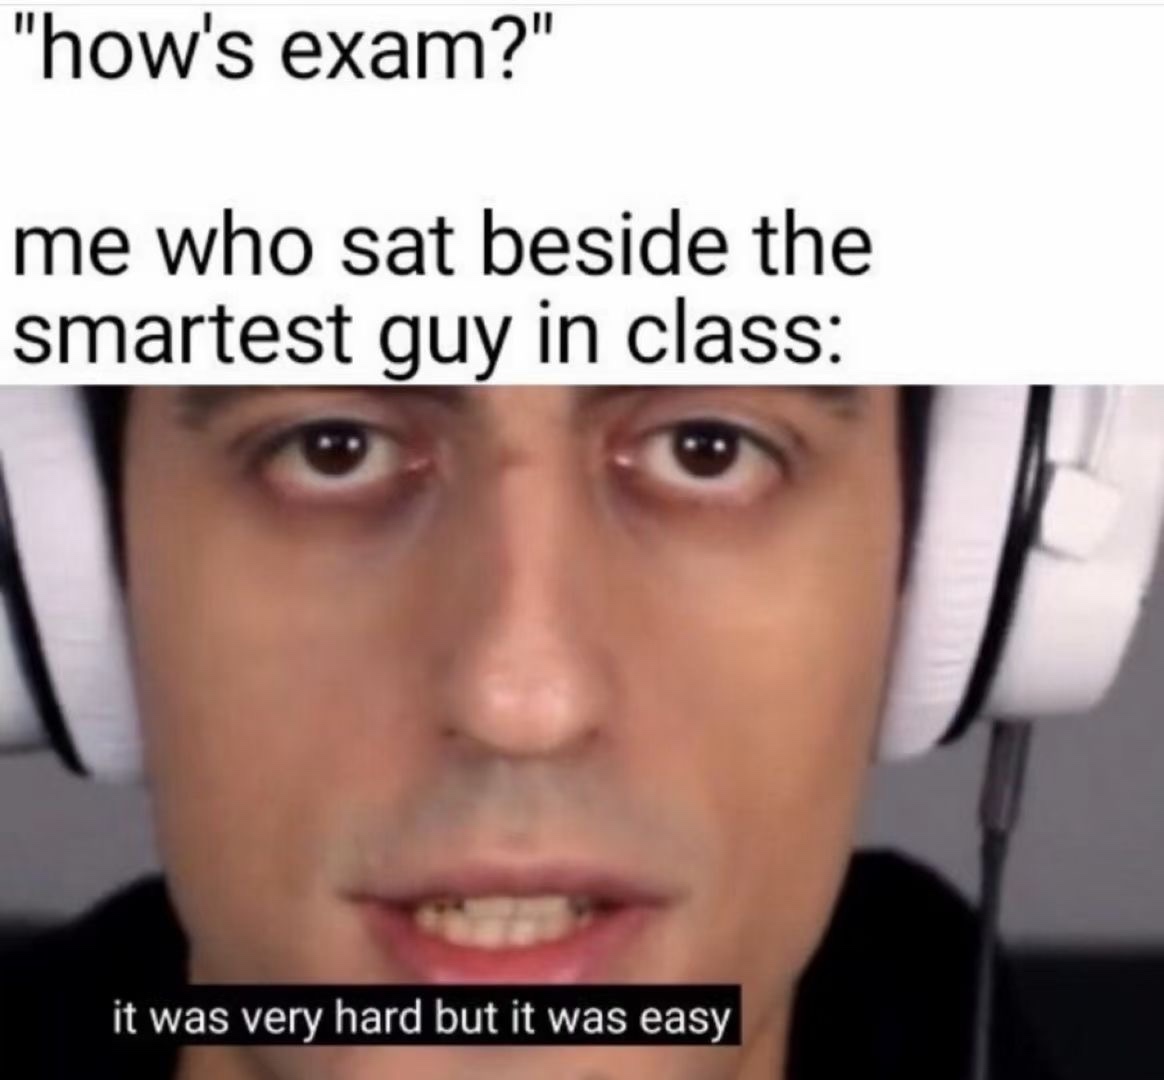 "how's exam?"
me who sat beside the
smartest guy in class:
it was very hard but it was easy